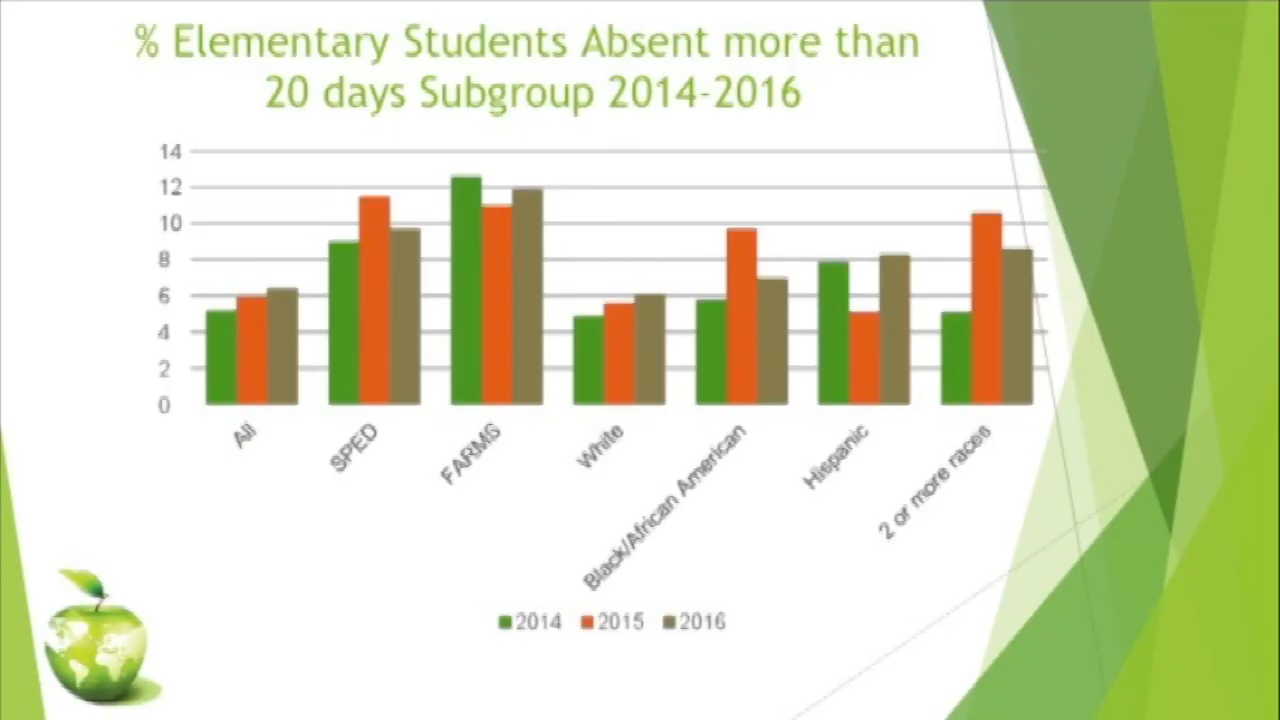 % Elementary Students Absent more than
20 days Subgroup 2014-2016
14
12
10
8
6
4
2
0
All
SPED
FARMS
White
Black/African American
Hispanic
2 or more races
2014 2015 2016